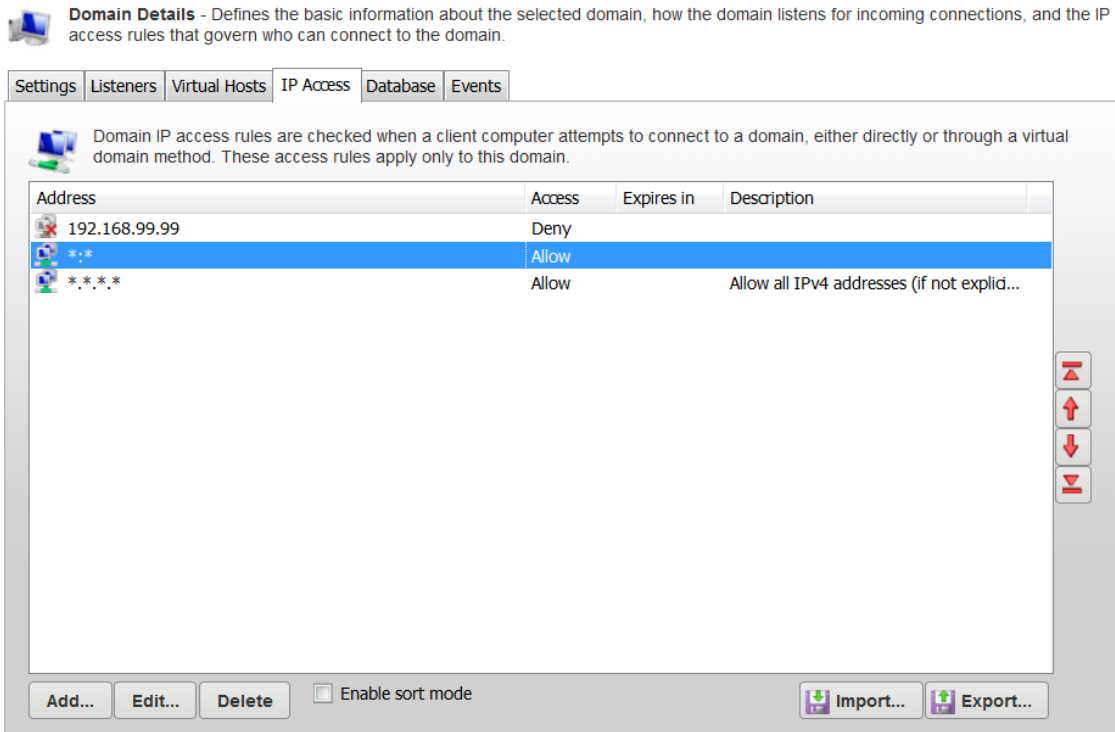 Domain Details - Defines the basic information about the selected domain, how the domain listens for incoming connections, and the IP
access rules that govern who can connect to the domain.
Settings Listeners Virtual Hosts IP Access Database Events
Domain IP access rules are checked when a client computer attempts to connect to a domain, either directly or through a virtual
domain method. These access rules apply only to this domain.
Address Access Expires in Description
192.168.99.99 Deny
*:* Allow
*.*.*.* Allow Allow all IPv4 addresses (if not explici...
Add... Edit... Delete Enable sort mode Import... Export...